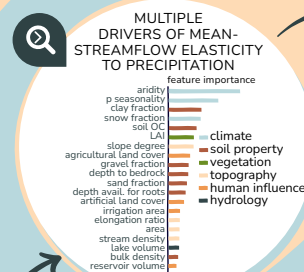 MULTIPLE
DRIVERS OF MEAN-
STREAMFLOW ELASTICITY
TO PRECIPITATION
feature importance
aridity
p seasonality
clay fraction
snow fraction
soil OC
LAI
slope degree
agricultural land cover
gravel fraction
depth to bedrock
sand fraction
depth avail. for roots
artificial land cover
irrigation area
elongation ratio
area
stream density
lake volume
bulk density
reservoir volume
climate
soil property
vegetation
topography
human influence
hydrology